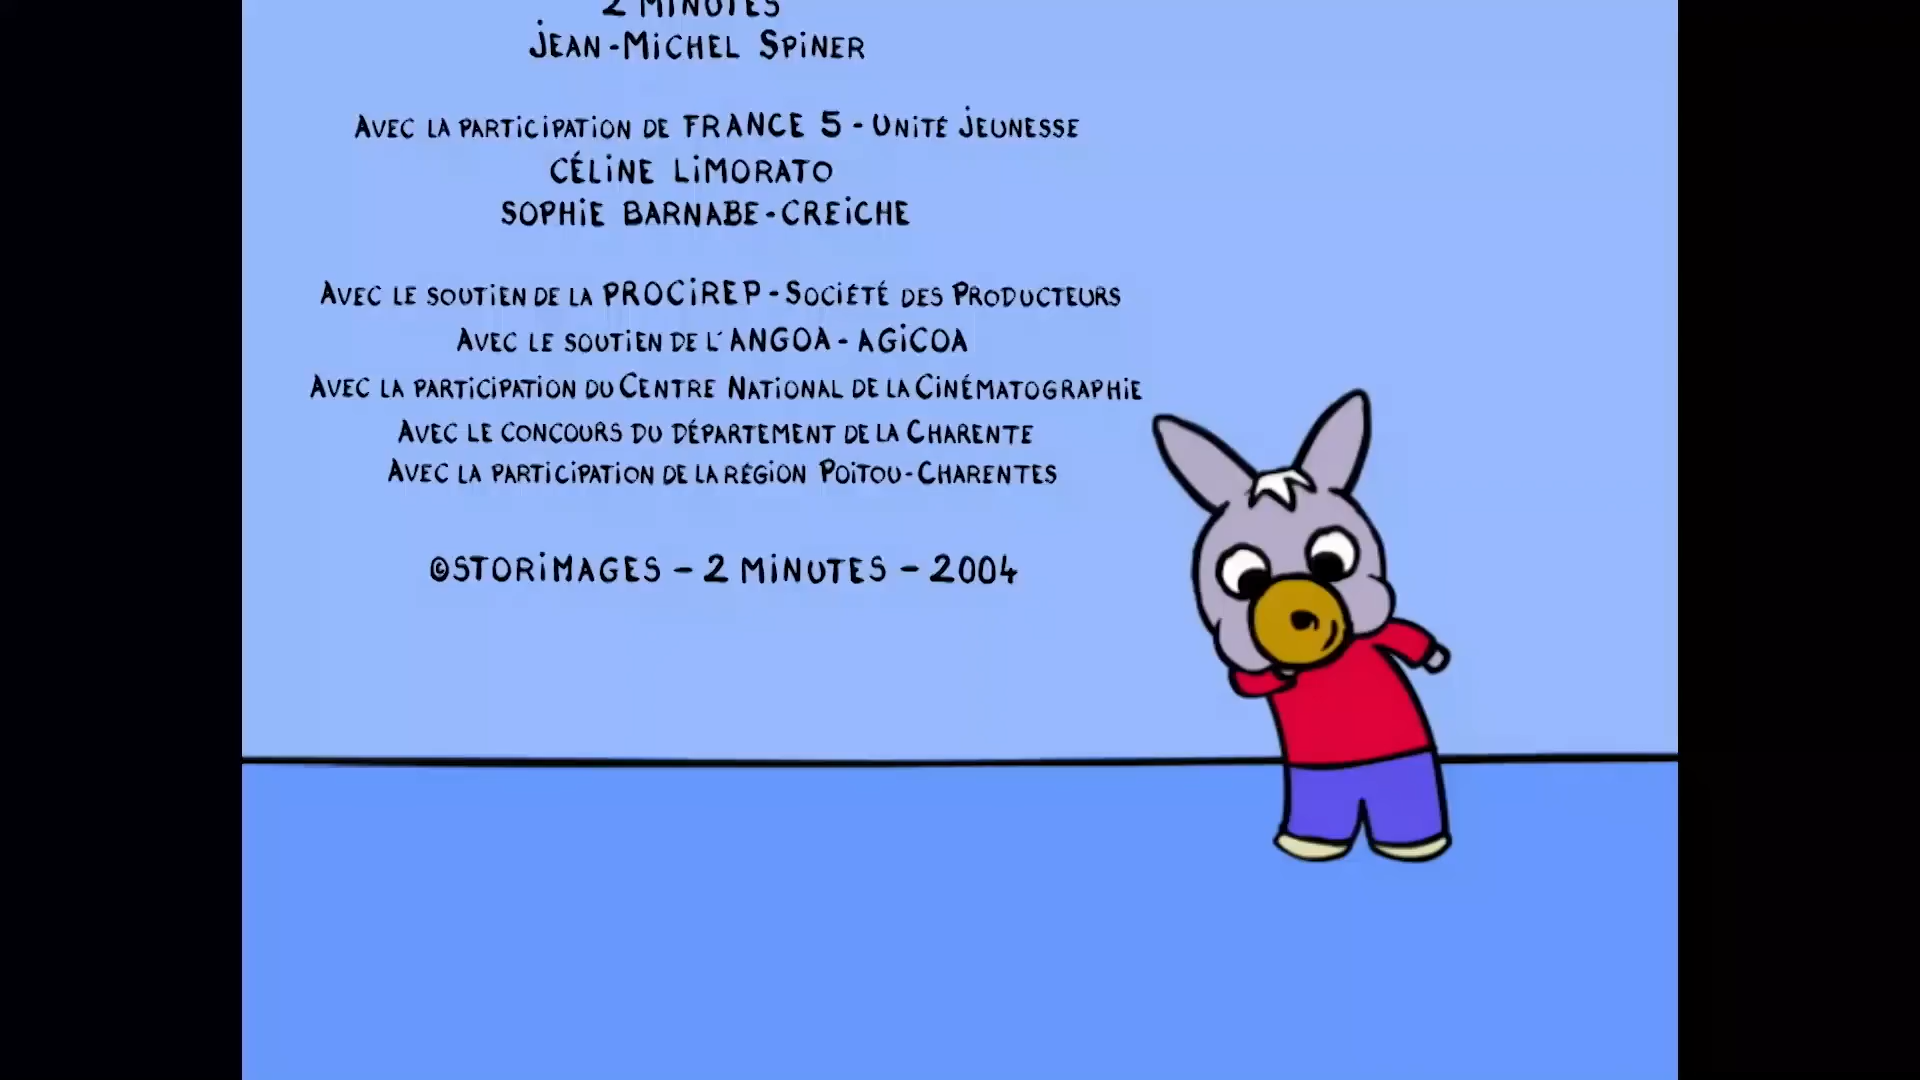 2 MiNUTES
JEAN-MiCHEL SPiNER
AVEC LA PARTiCiPATiON DE FRANCE 5 - UNiTÉ JEUNESSE
CÉLiNE LiMORATO
SOPHiE BARNABE-CREiCHE
AVEC LE SOUTiEN DE LA PROCiREP - SOCiÉTÉ DES PRODUCTEURS
AVEC LE SOUTiEN DE L'ANGOA - AGiCOA
AVEC LA PARTiCiPATiON DU CENTRE NATiONAL DE LA CiNÉMATOGRAPHiE
AVEC LE CONCOURS DU DÉPARTEMENT DE LA CHARENTE
AVEC LA PARTiCiPATiON DE LA RÉGiON POiTOU-CHARENTES
©STORiMAGES - 2 MiNUTES - 2004